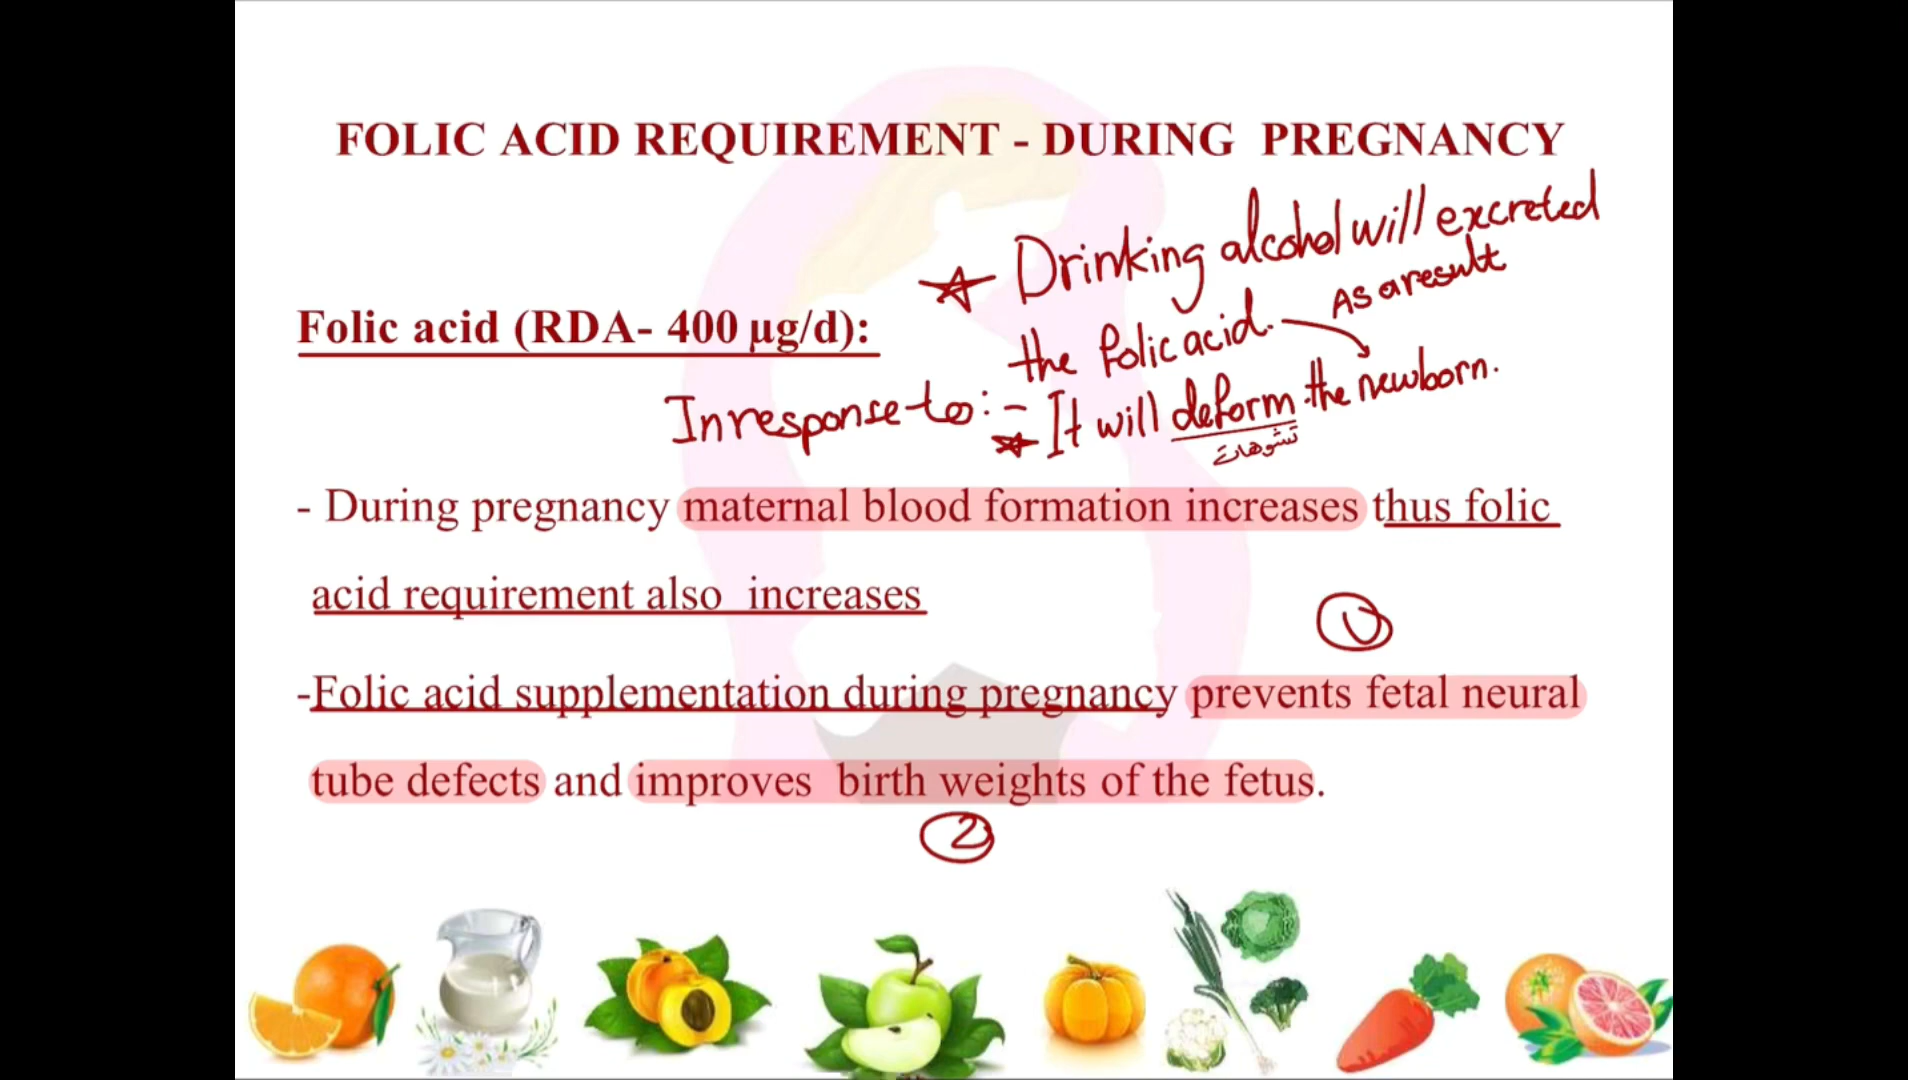 FOLIC ACID REQUIREMENT - DURING PREGNANCY
★ Drinking alcohol will excreted
the folic acid. As a result
Folic acid (RDA- 400 µg/d):
In response to:- 
★ It will deform the newborn.
تشوهات
- During pregnancy maternal blood formation increases thus folic
acid requirement also increases
①
-Folic acid supplementation during pregnancy prevents fetal neural
tube defects and improves birth weights of the fetus.
②